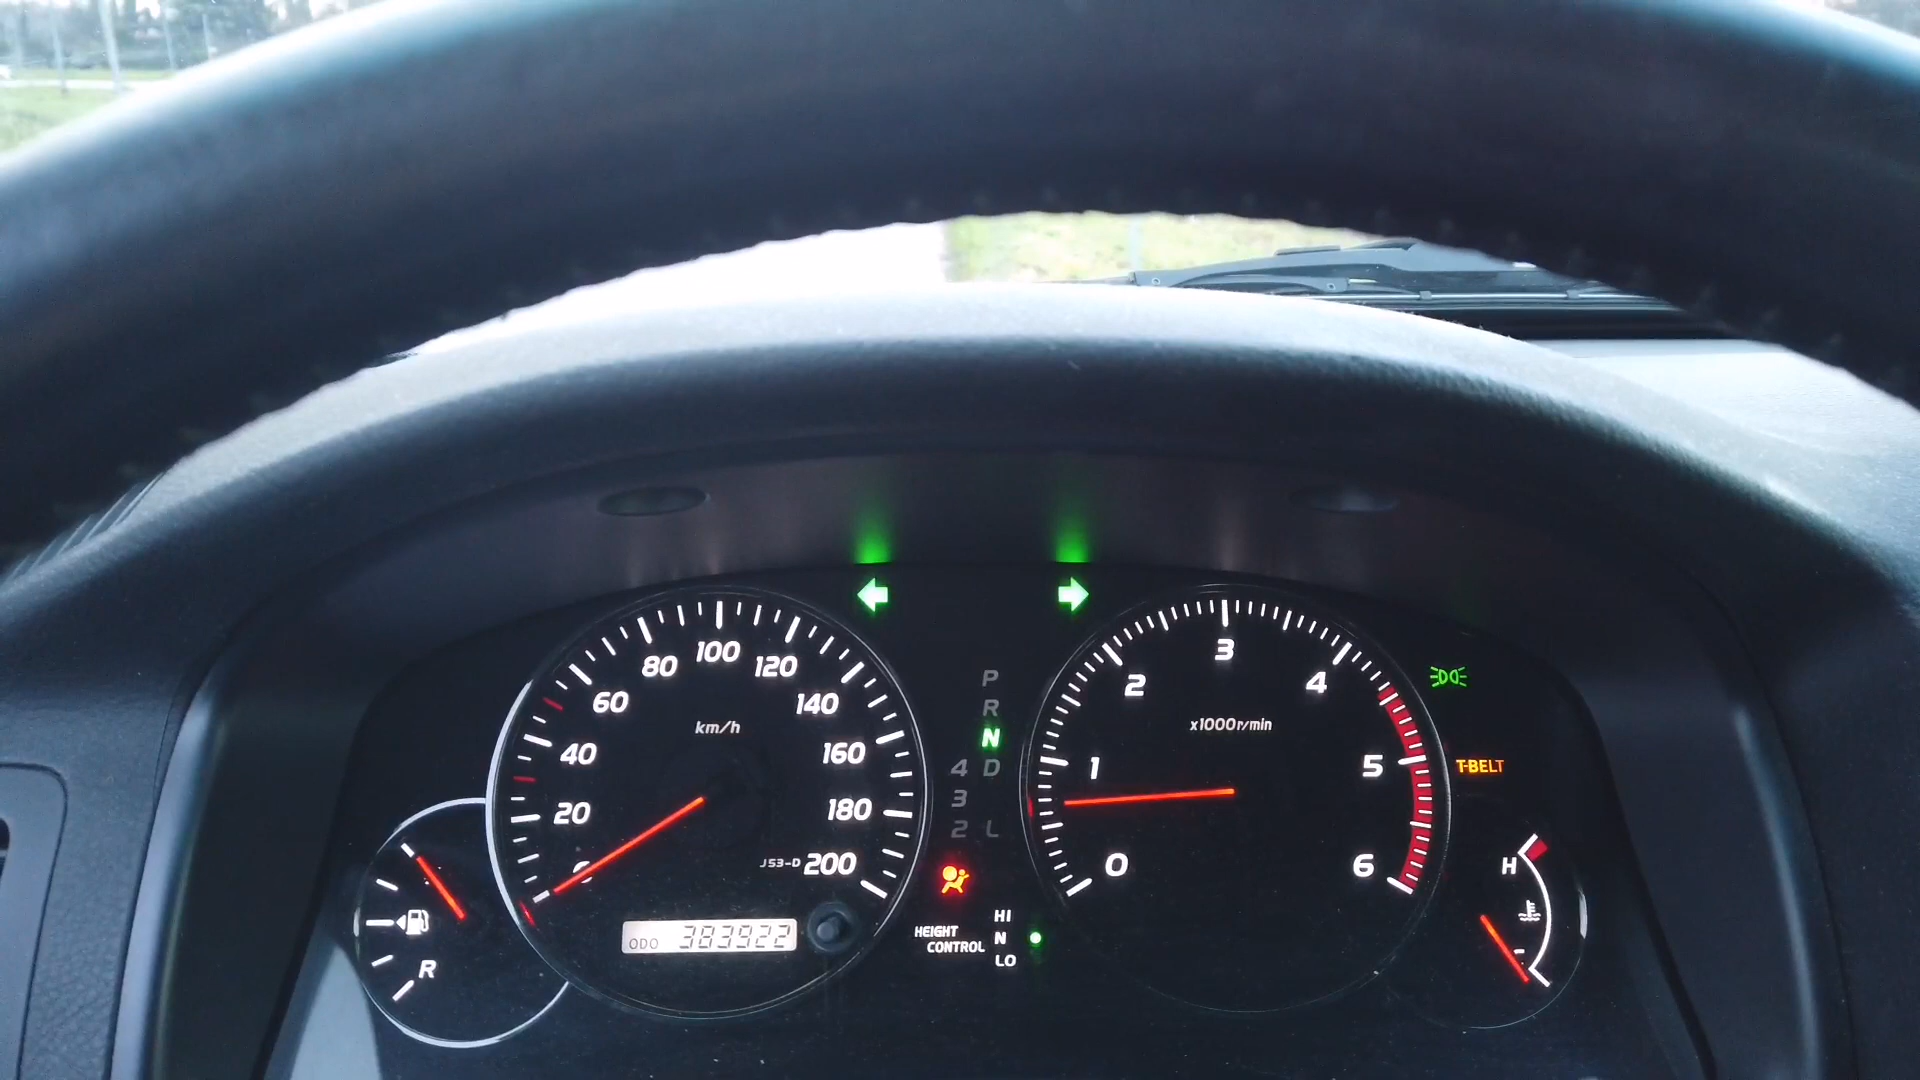 80 100 120
60 140
40 160
20 180
200
km/h
J53-D
ODO 383922
R
P
R
N
4 D
3
2 L
HEIGHT
CONTROL
HI
N
LO
3
2 4
1 5
0 6
x1000r/min
T-BELT
H